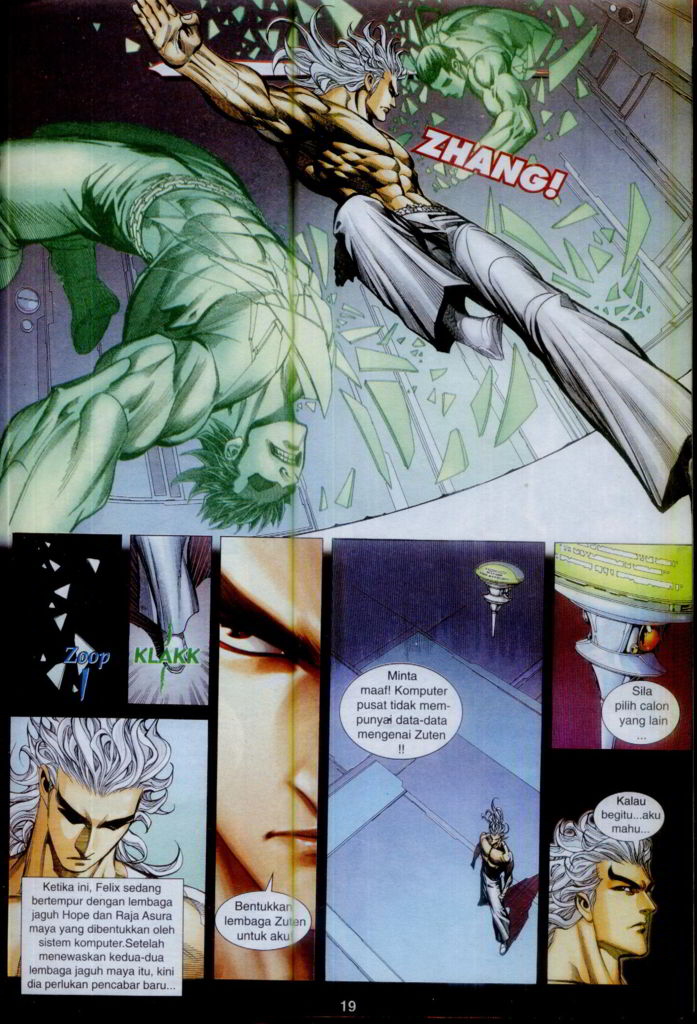 ZHANG!
Zoop
KLAKK
Ketika ini, Felix sedang
bertempur dengan lembaga
jaguh Hope dan Raja Asura
maya yang dibentukkan oleh
sistem komputer.Setelah
menewaskan kedua-dua
lembaga jaguh maya itu, kini
dia perlukan pencabar baru...
Bentukkan
lembaga Zuten
untuk aku!
Minta
maaf! Komputer
pusat tidak mem-
punyai data-data
mengenai Zuten
!!
Sila
pilih calon
yang lain
...
Kalau
begitu...aku
mahu...
19